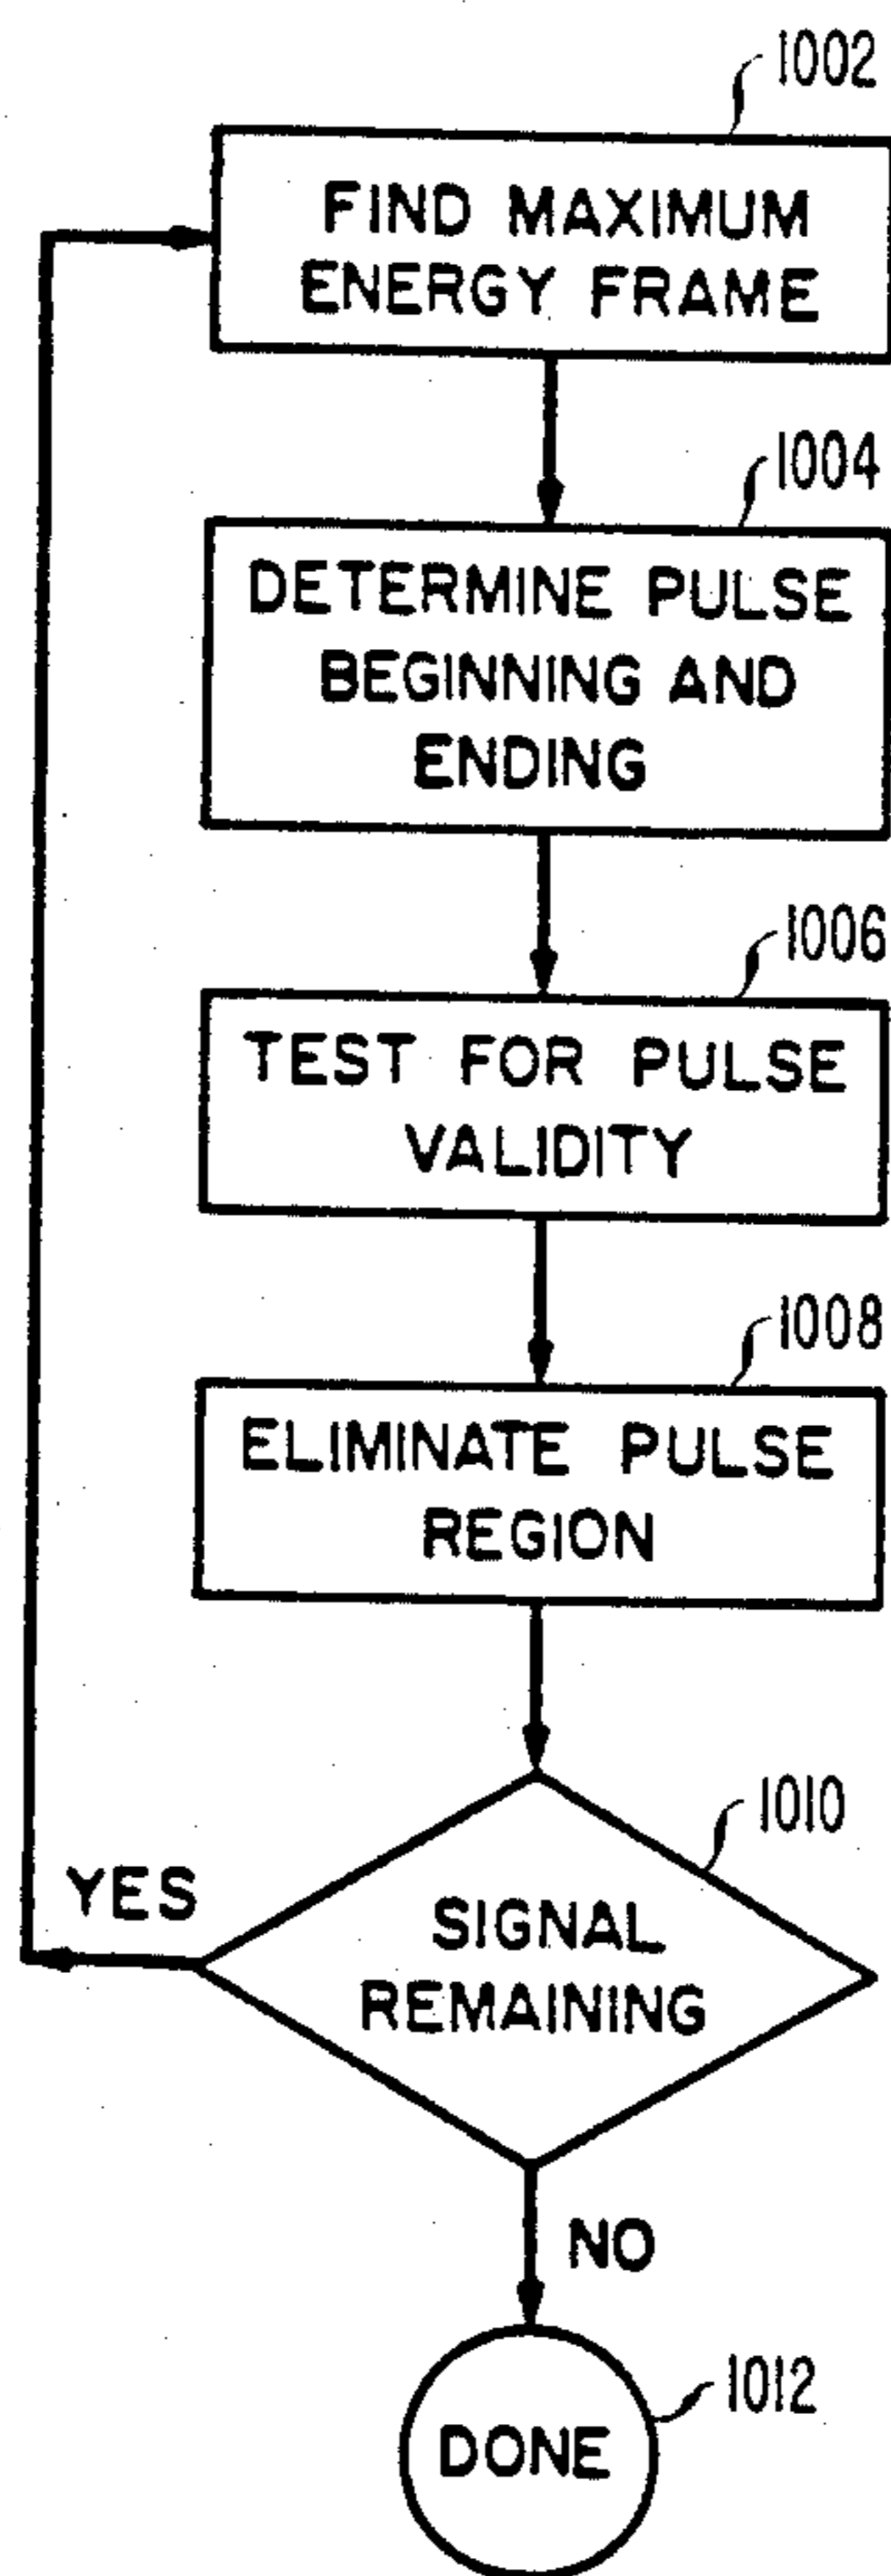 1002
FIND MAXIMUM
ENERGY FRAME
1004
DETERMINE PULSE
BEGINNING AND
ENDING
1006
TEST FOR PULSE
VALIDITY
1008
ELIMINATE PULSE
REGION
1010
YES
SIGNAL
REMAINING
NO
1012
DONE